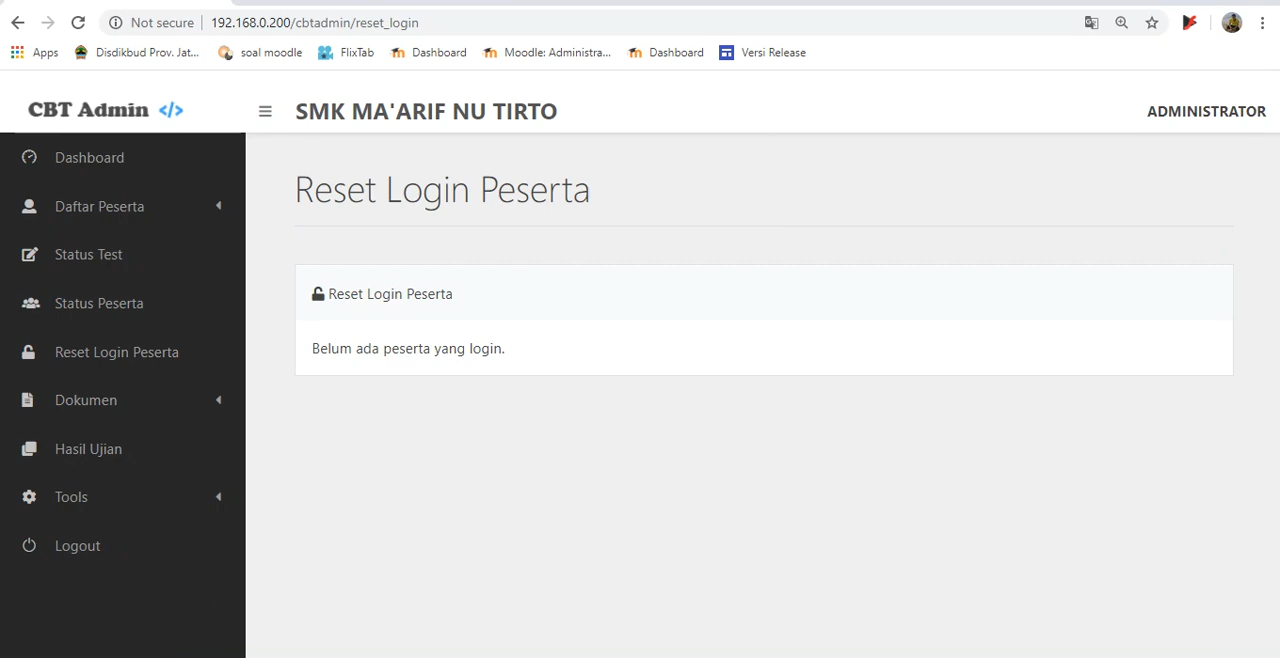 Not secure 192.168.0.200/cbtadmin/reset_login
Apps Disdikbud Prov. Jat... soal moodle FlixTab Dashboard Moodle: Administra... Dashboard Versi Release
CBT Admin </> SMK MA'ARIF NU TIRTO ADMINISTRATOR
Dashboard
Daftar Peserta
Status Test
Status Peserta
Reset Login Peserta
Dokumen
Hasil Ujian
Tools
Logout
Reset Login Peserta
Reset Login Peserta
Belum ada peserta yang login.